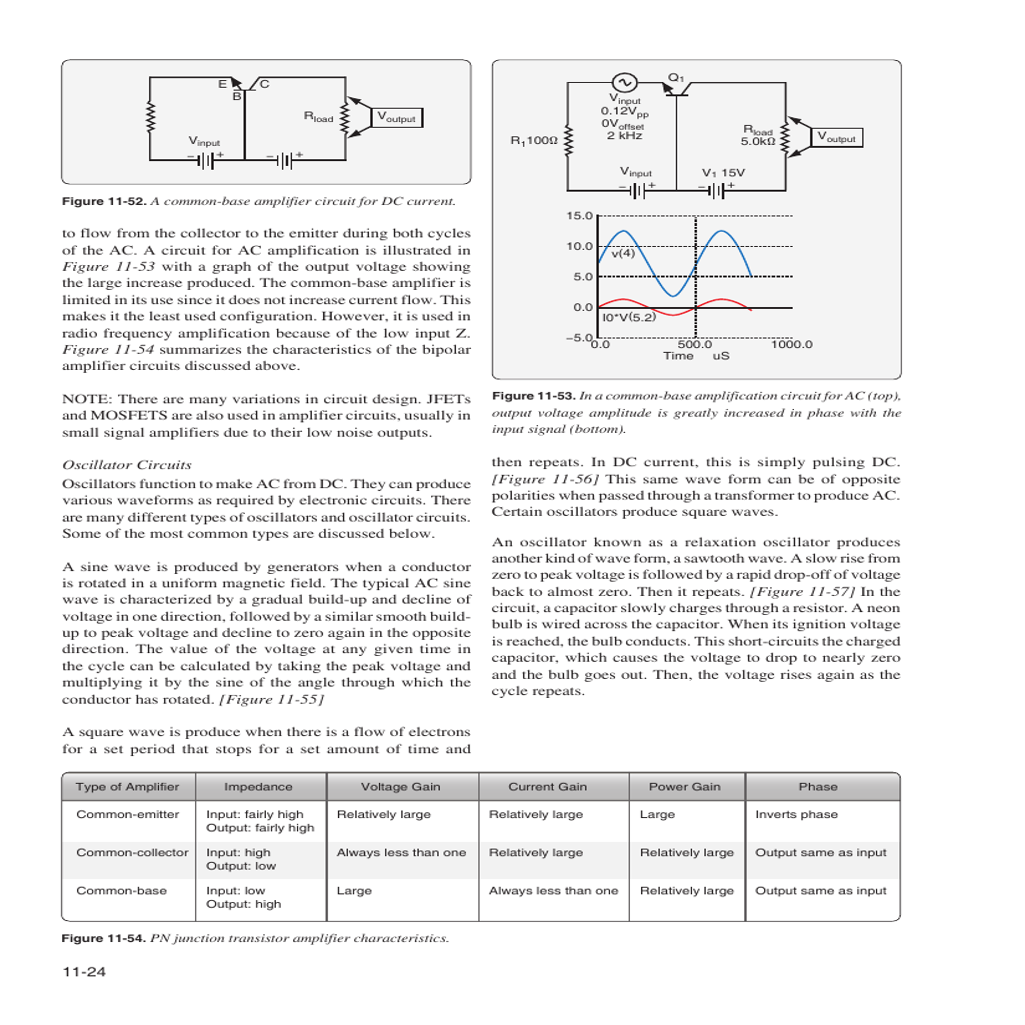 E C
B
Rload
Voutput
Vinput
− + − +
Figure 11-52. A common-base amplifier circuit for DC current.
to flow from the collector to the emitter during both cycles
of the AC. A circuit for AC amplification is illustrated in
Figure 11-53 with a graph of the output voltage showing
the large increase produced. The common-base amplifier is
limited in its use since it does not increase current flow. This
makes it the least used configuration. However, it is used in
radio frequency amplification because of the low input Z.
Figure 11-54 summarizes the characteristics of the bipolar
amplifier circuits discussed above.
NOTE: There are many variations in circuit design. JFETs
and MOSFETS are also used in amplifier circuits, usually in
small signal amplifiers due to their low noise outputs.
Oscillator Circuits
Oscillators function to make AC from DC. They can produce
various waveforms as required by electronic circuits. There
are many different types of oscillators and oscillator circuits.
Some of the most common types are discussed below.
A sine wave is produced by generators when a conductor
is rotated in a uniform magnetic field. The typical AC sine
wave is characterized by a gradual build-up and decline of
voltage in one direction, followed by a similar smooth build-
up to peak voltage and decline to zero again in the opposite
direction. The value of the voltage at any given time in
the cycle can be calculated by taking the peak voltage and
multiplying it by the sine of the angle through which the
conductor has rotated. [Figure 11-55]
A square wave is produce when there is a flow of electrons
for a set period that stops for a set amount of time and
Q1
Vinput
0.12Vpp
0Voffset
2 kHz
R1100Ω
Rload
5.0kΩ
Voutput
Vinput
V1 15V
− + − +
15.0
10.0
v(4)
5.0
0.0
I0*V(5.2)
−5.0
0.0 500.0 1000.0
Time uS
Figure 11-53. In a common-base amplification circuit for AC (top),
output voltage amplitude is greatly increased in phase with the
input signal (bottom).
then repeats. In DC current, this is simply pulsing DC.
[Figure 11-56] This same wave form can be of opposite
polarities when passed through a transformer to produce AC.
Certain oscillators produce square waves.
An oscillator known as a relaxation oscillator produces
another kind of wave form, a sawtooth wave. A slow rise from
zero to peak voltage is followed by a rapid drop-off of voltage
back to almost zero. Then it repeats. [Figure 11-57] In the
circuit, a capacitor slowly charges through a resistor. A neon
bulb is wired across the capacitor. When its ignition voltage
is reached, the bulb conducts. This short-circuits the charged
capacitor, which causes the voltage to drop to nearly zero
and the bulb goes out. Then, the voltage rises again as the
cycle repeats.
Type of Amplifier Impedance Voltage Gain Current Gain Power Gain Phase
Common-emitter Input: fairly high Relatively large Relatively large Large Inverts phase
Output: fairly high
Common-collector Input: high Always less than one Relatively large Relatively large Output same as input
Output: low
Common-base Input: low Large Always less than one Relatively large Output same as input
Output: high
Figure 11-54. PN junction transistor amplifier characteristics.
11-24